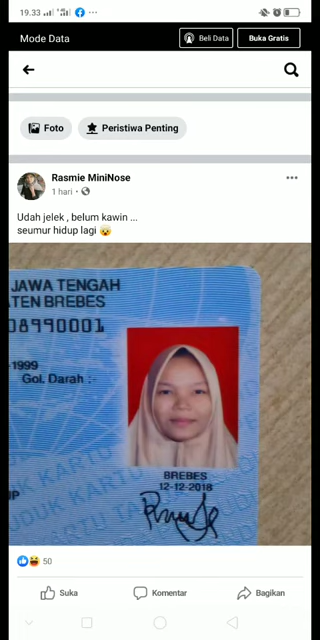 19.33
Mode Data
Beli Data
Buka Gratis
Foto
Peristiwa Penting
Rasmie MiniNose
1 hari
Udah jelek , belum kawin ...
seumur hidup lagi 😲
JAWA TENGAH
TEN BREBES
08990001
-1999
Gol. Darah :-
BREBES
12-12-2018
50
Suka
Komentar
Bagikan